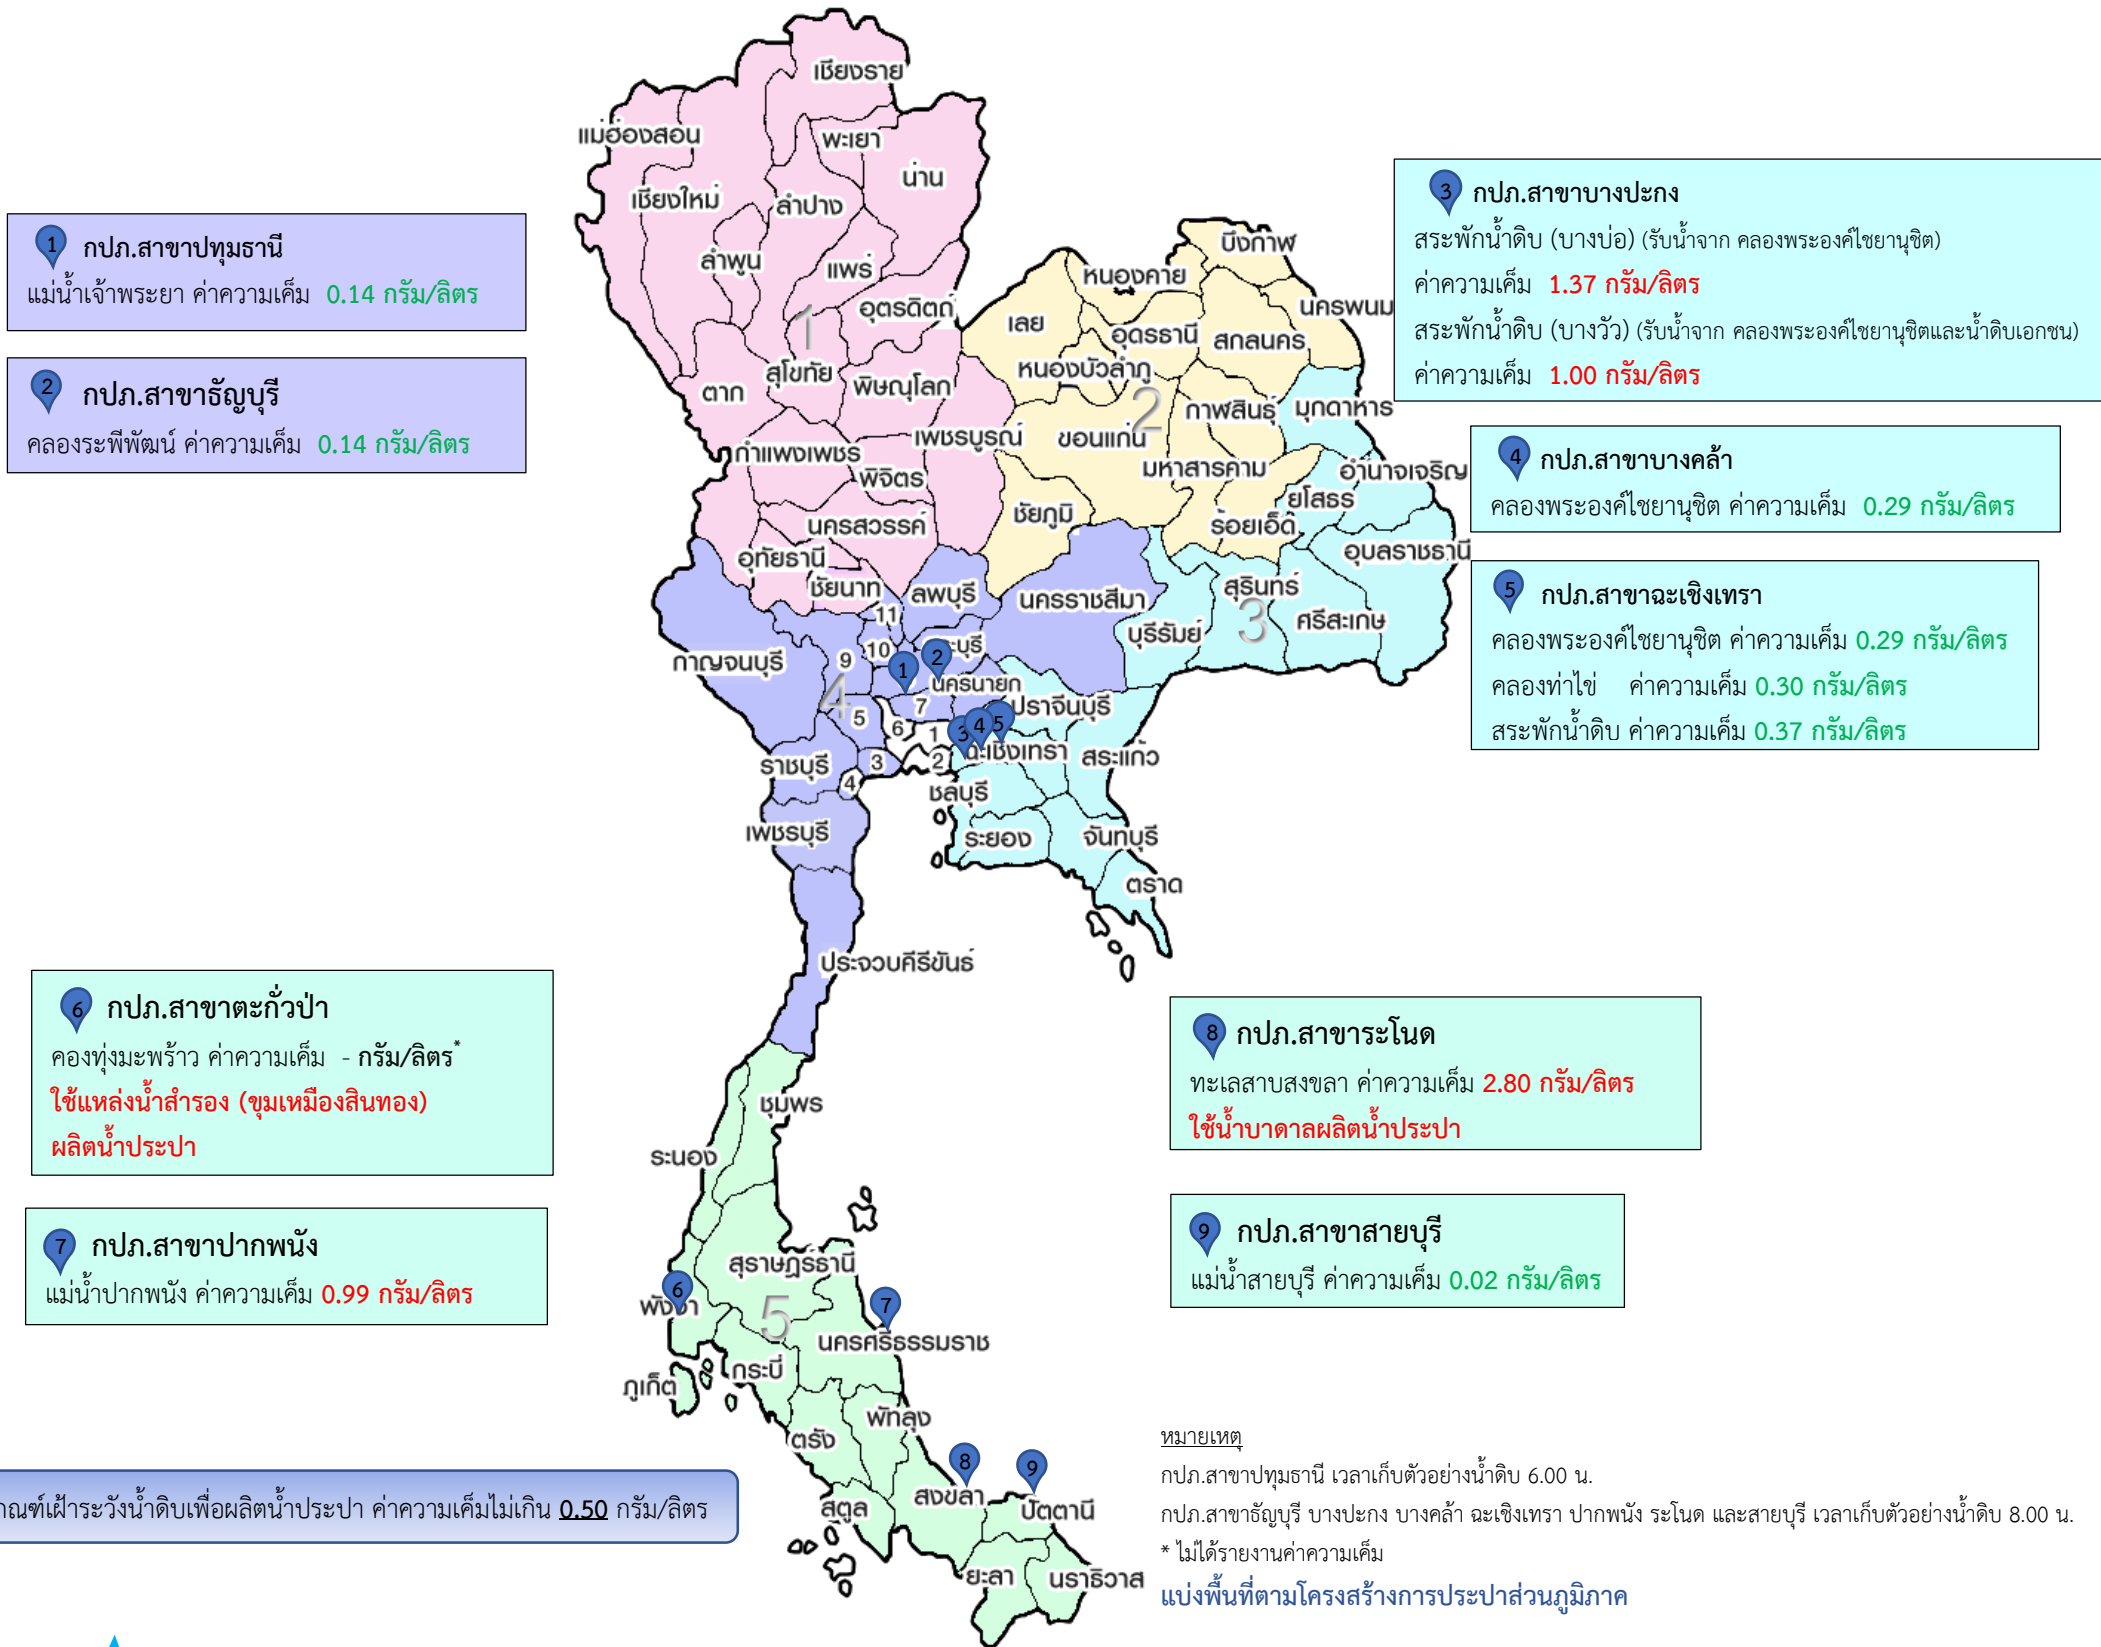 1 กปภ.สาขาปทุมธานี
แม่น้ำเจ้าพระยา ค่าความเค็ม 0.14 กรัม/ลิตร
2 กปภ.สาขาธัญบุรี
คลองระพีพัฒน์ ค่าความเค็ม 0.14 กรัม/ลิตร
3 กปภ.สาขาบางปะกง
สระพักน้ำดิบ (บางบ่อ) (รับน้ำจาก คลองพระองค์ไชยานุชิต)
ค่าความเค็ม 1.37 กรัม/ลิตร
สระพักน้ำดิบ (บางวัว) (รับน้ำจาก คลองพระองค์ไชยานุชิตและน้ำดิบเอกชน)
ค่าความเค็ม 1.00 กรัม/ลิตร
4 กปภ.สาขาบางคล้า
คลองพระองค์ไชยานุชิต ค่าความเค็ม 0.29 กรัม/ลิตร
5 กปภ.สาขาฉะเชิงเทรา
คลองพระองค์ไชยานุชิต ค่าความเค็ม 0.29 กรัม/ลิตร
คลองท่าไข่ ค่าความเค็ม 0.30 กรัม/ลิตร
สระพักน้ำดิบ ค่าความเค็ม 0.37 กรัม/ลิตร
6 กปภ.สาขาตะกั่วป่า
คองทุ่งมะพร้าว ค่าความเค็ม - กรัม/ลิตร*
ใช้แหล่งน้ำสำรอง (ขุมเหมืองสินทอง)
ผลิตน้ำประปา
7 กปภ.สาขาปากพนัง
แม่น้ำปากพนัง ค่าความเค็ม 0.99 กรัม/ลิตร
8 กปภ.สาขาระโนด
ทะเลสาบสงขลา ค่าความเค็ม 2.80 กรัม/ลิตร
ใช้น้ำบาดาลผลิตน้ำประปา
9 กปภ.สาขาสายบุรี
แม่น้ำสายบุรี ค่าความเค็ม 0.02 กรัม/ลิตร
เชียงราย
แม่ฮ่องสอน
พะเยา
น่าน
เชียงใหม่
ลำปาง
ลำพูน
แพร่
อุตรดิตถ์
1
สุโขทัย
ตาก
พิษณุโลก
เพชรบูรณ์
กำแพงเพชร
พิจิตร
นครสวรรค์
อุทัยธานี
ชัยนาท
บึงกาฬ
หนองคาย
นครพนม
เลย
อุดรธานี
สกลนคร
หนองบัวลำภู
2
กาฬสินธุ์
มุกดาหาร
ขอนแก่น
มหาสารคาม
อำนาจเจริญ
ยโสธร
ชัยภูมิ
ร้อยเอ็ด
อุบลราชธานี
ลพบุรี
นครราชสีมา
สุรินทร์
3
บุรีรัมย์
ศรีสะเกษ
11
10
9
กาญจนบุรี
4
1
2
ะบุรี
นครนายก
7
5
6
1
3
4
5
ปราจีนบุรี
ฉะเชิงเทรา
สระแก้ว
2
3
4
ราชบุรี
ชลบุรี
เพชรบุรี
ระยอง
จันทบุรี
ตราด
ประจวบคีรีขันธ์
ชุมพร
ระนอง
สุราษฎร์ธานี
6
พังงา
5
7
นครศรีธรรมราช
กระบี่
ภูเก็ต
พัทลุง
ตรัง
8
9
สงขลา
ปัตตานี
สตูล
ยะลา
นราธิวาส
ณฑ์เฝ้าระวังน้ำดิบเพื่อผลิตน้ำประปา ค่าความเค็มไม่เกิน 0.50 กรัม/ลิตร
หมายเหตุ
กปภ.สาขาปทุมธานี เวลาเก็บตัวอย่างน้ำดิบ 6.00 น.
กปภ.สาขาธัญบุรี บางปะกง บางคล้า ฉะเชิงเทรา ปากพนัง ระโนด และสายบุรี เวลาเก็บตัวอย่างน้ำดิบ 8.00 น.
* ไม่ได้รายงานค่าความเค็ม
แบ่งพื้นที่ตามโครงสร้างการประปาส่วนภูมิภาค